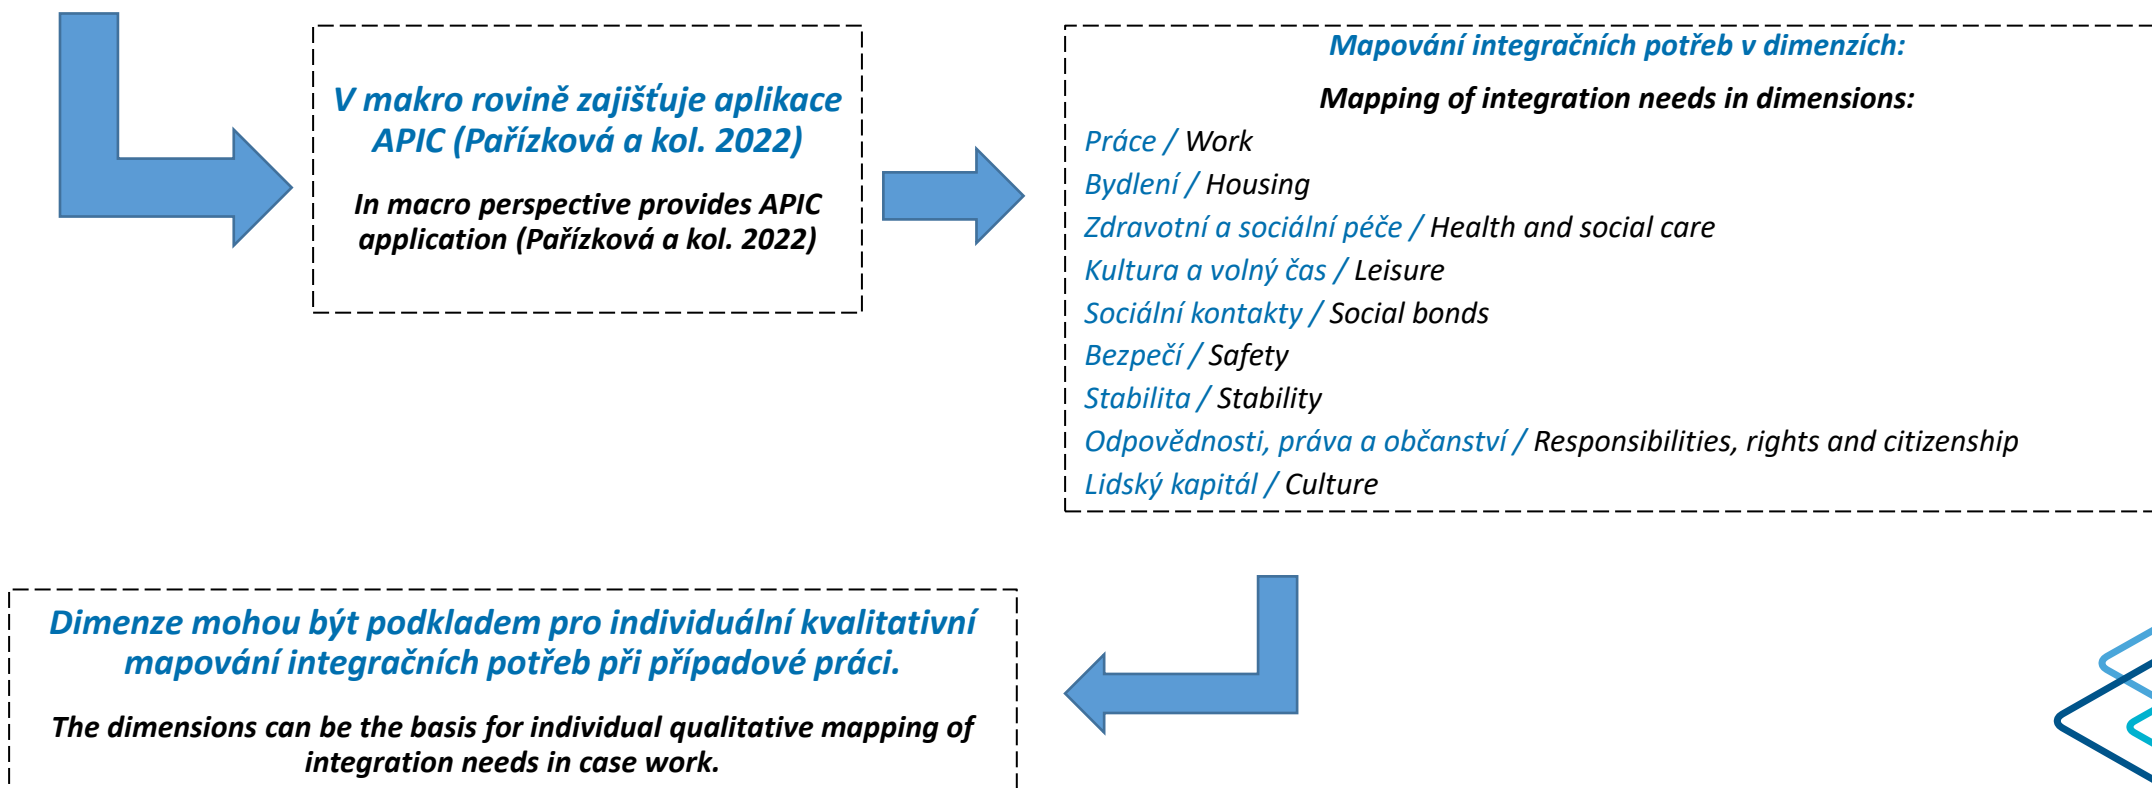 V makro rovině zajišťuje aplikace
APIC (Pařízková a kol. 2022)
In macro perspective provides APIC
application (Pařízková a kol. 2022)
Mapování integračních potřeb v dimenzích:
Mapping of integration needs in dimensions:
Práce / Work
Bydlení / Housing
Zdravotní a sociální péče / Health and social care
Kultura a volný čas / Leisure
Sociální kontakty / Social bonds
Bezpečí / Safety
Stabilita / Stability
Odpovědnosti, práva a občanství / Responsibilities, rights and citizenship
Lidský kapitál / Culture
Dimenze mohou být podkladem pro individuální kvalitativní
mapování integračních potřeb při případové práci.
The dimensions can be the basis for individual qualitative mapping of
integration needs in case work.